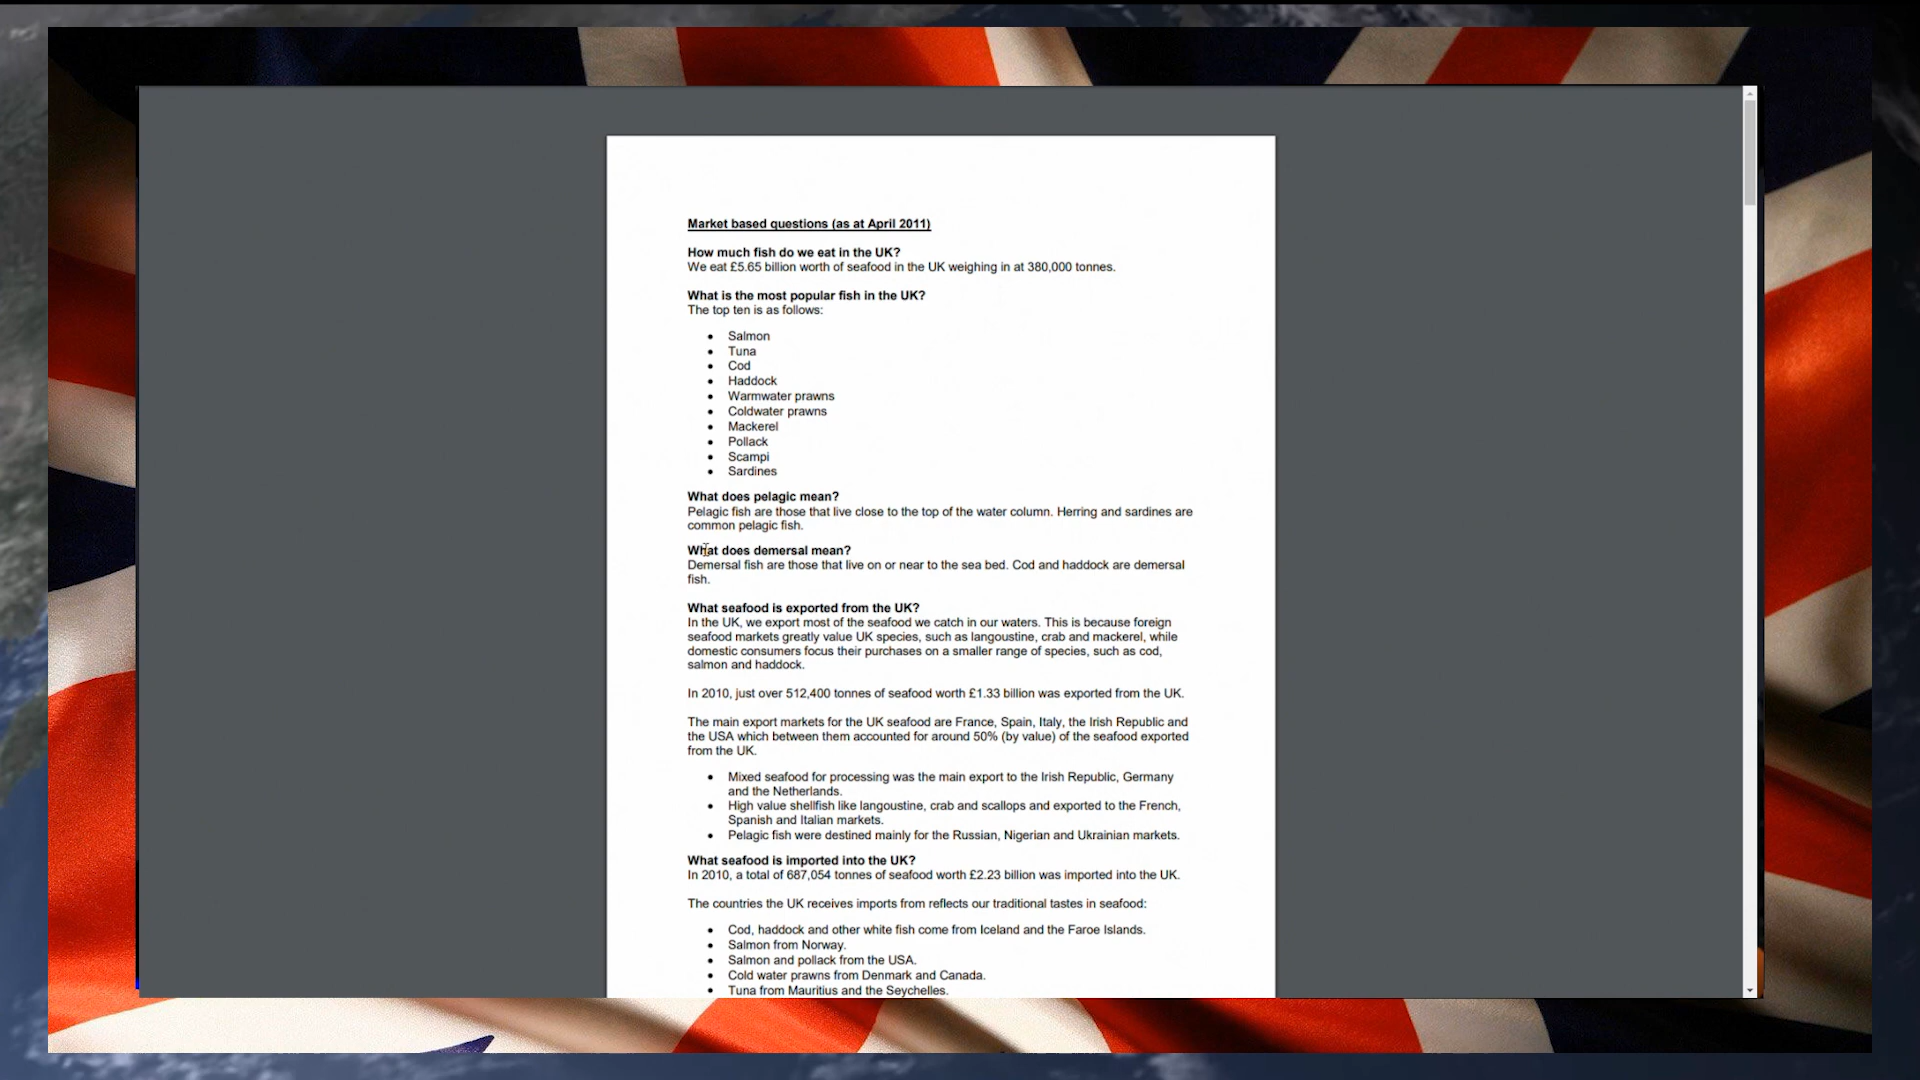 Market based questions (as at April 2011)
How much fish do we eat in the UK?
We eat £5.65 billion worth of seafood in the UK weighing in at 380,000 tonnes.
What is the most popular fish in the UK?
The top ten is as follows:
• Salmon
• Tuna
• Cod
• Haddock
• Warmwater prawns
• Coldwater prawns
• Mackerel
• Pollack
• Scampi
• Sardines
What does pelagic mean?
Pelagic fish are those that live close to the top of the water column. Herring and sardines are
common pelagic fish.
What does demersal mean?
Demersal fish are those that live on or near to the sea bed. Cod and haddock are demersal
fish.
What seafood is exported from the UK?
In the UK, we export most of the seafood we catch in our waters. This is because foreign
seafood markets greatly value UK species, such as langoustine, crab and mackerel, while
domestic consumers focus their purchases on a smaller range of species, such as cod,
salmon and haddock.
In 2010, just over 512,400 tonnes of seafood worth £1.33 billion was exported from the UK.
The main export markets for the UK seafood are France, Spain, Italy, the Irish Republic and
the USA which between them accounted for around 50% (by value) of the seafood exported
from the UK.
• Mixed seafood for processing was the main export to the Irish Republic, Germany
and the Netherlands.
• High value shellfish like langoustine, crab and scallops and exported to the French,
Spanish and Italian markets.
• Pelagic fish were destined mainly for the Russian, Nigerian and Ukrainian markets.
What seafood is imported into the UK?
In 2010, a total of 687,054 tonnes of seafood worth £2.23 billion was imported into the UK.
The countries the UK receives imports from reflects our traditional tastes in seafood:
• Cod, haddock and other white fish come from Iceland and the Faroe Islands.
• Salmon from Norway.
• Salmon and pollack from the USA.
• Cold water prawns from Denmark and Canada.
• Tuna from Mauritius and the Seychelles.